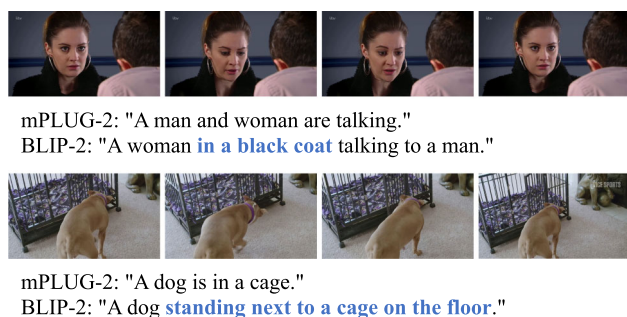 mPLUG-2: "A man and woman are talking."
BLIP-2: "A woman in a black coat talking to a man."
mPLUG-2: "A dog is in a cage."
BLIP-2: "A dog standing next to a cage on the floor."